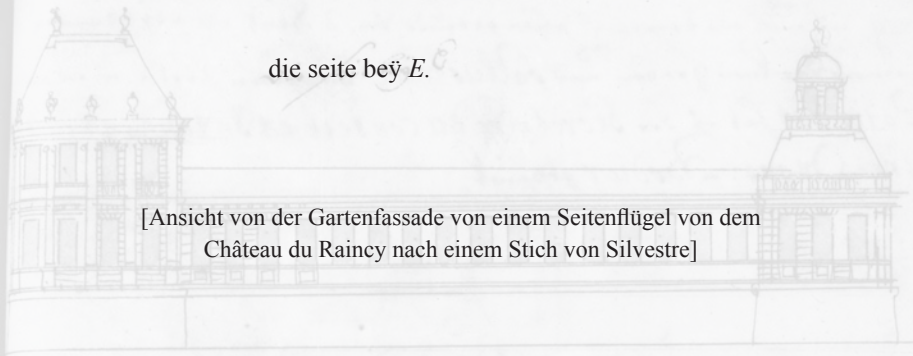 die seite beÿ E.
[Ansicht von der Gartenfassade von einem Seitenflügel von dem
Château du Raincy nach einem Stich von Silvestre]